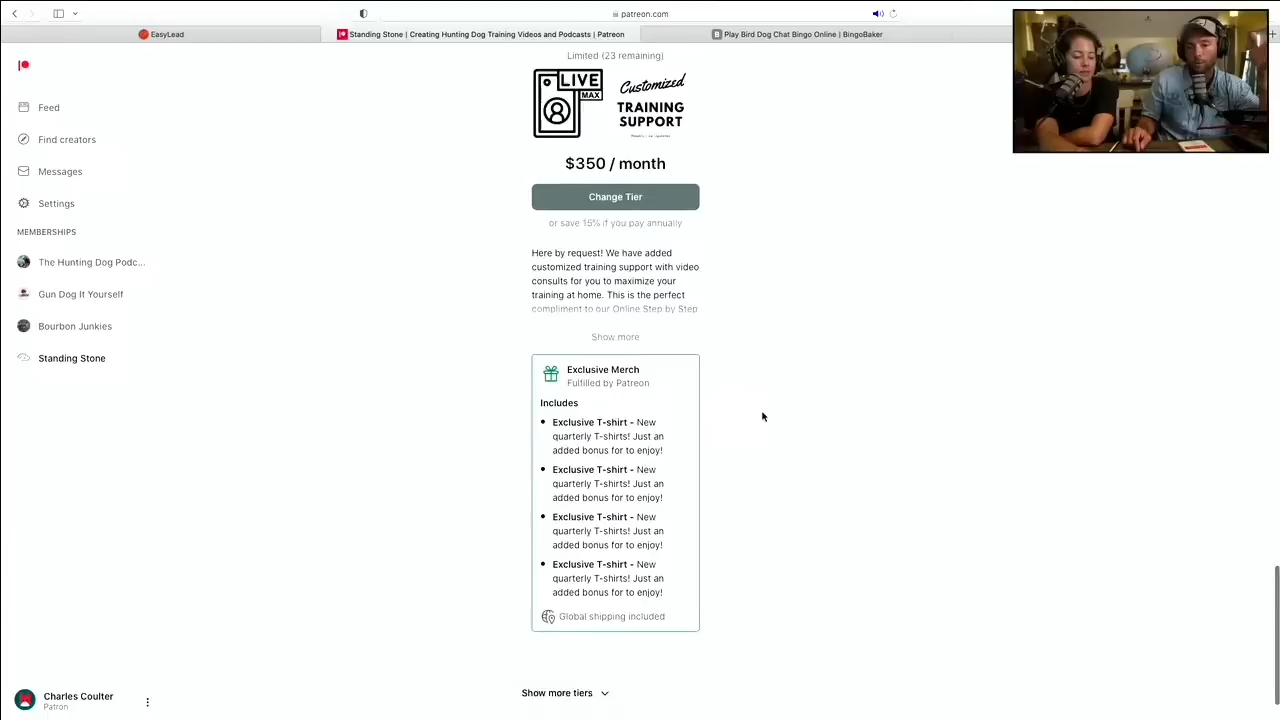 patreon.com
EasyLead
Standing Stone | Creating Hunting Dog Training Videos and Podcasts | Patreon
Play Bird Dog Chat Bingo Online | BingoBaker
Feed
Find creators
Messages
Settings
MEMBERSHIPS
The Hunting Dog Podc...
Gun Dog It Yourself
Bourbon Junkies
Standing Stone
Charles Coulter
Patron
Limited (23 remaining)
LIVE
MAX
Customized
TRAINING
SUPPORT
$350 / month
Change Tier
or save 15% if you pay annually
Here by request! We have added
customized training support with video
consults for you to maximize your
training at home. This is the perfect
compliment to our Online Step by Step
Show more
Exclusive Merch
Fulfilled by Patreon
Includes
Exclusive T-shirt - New
quarterly T-shirts! Just an
added bonus for to enjoy!
Exclusive T-shirt - New
quarterly T-shirts! Just an
added bonus for to enjoy!
Exclusive T-shirt - New
quarterly T-shirts! Just an
added bonus for to enjoy!
Exclusive T-shirt - New
quarterly T-shirts! Just an
added bonus for to enjoy!
Global shipping included
Show more tiers